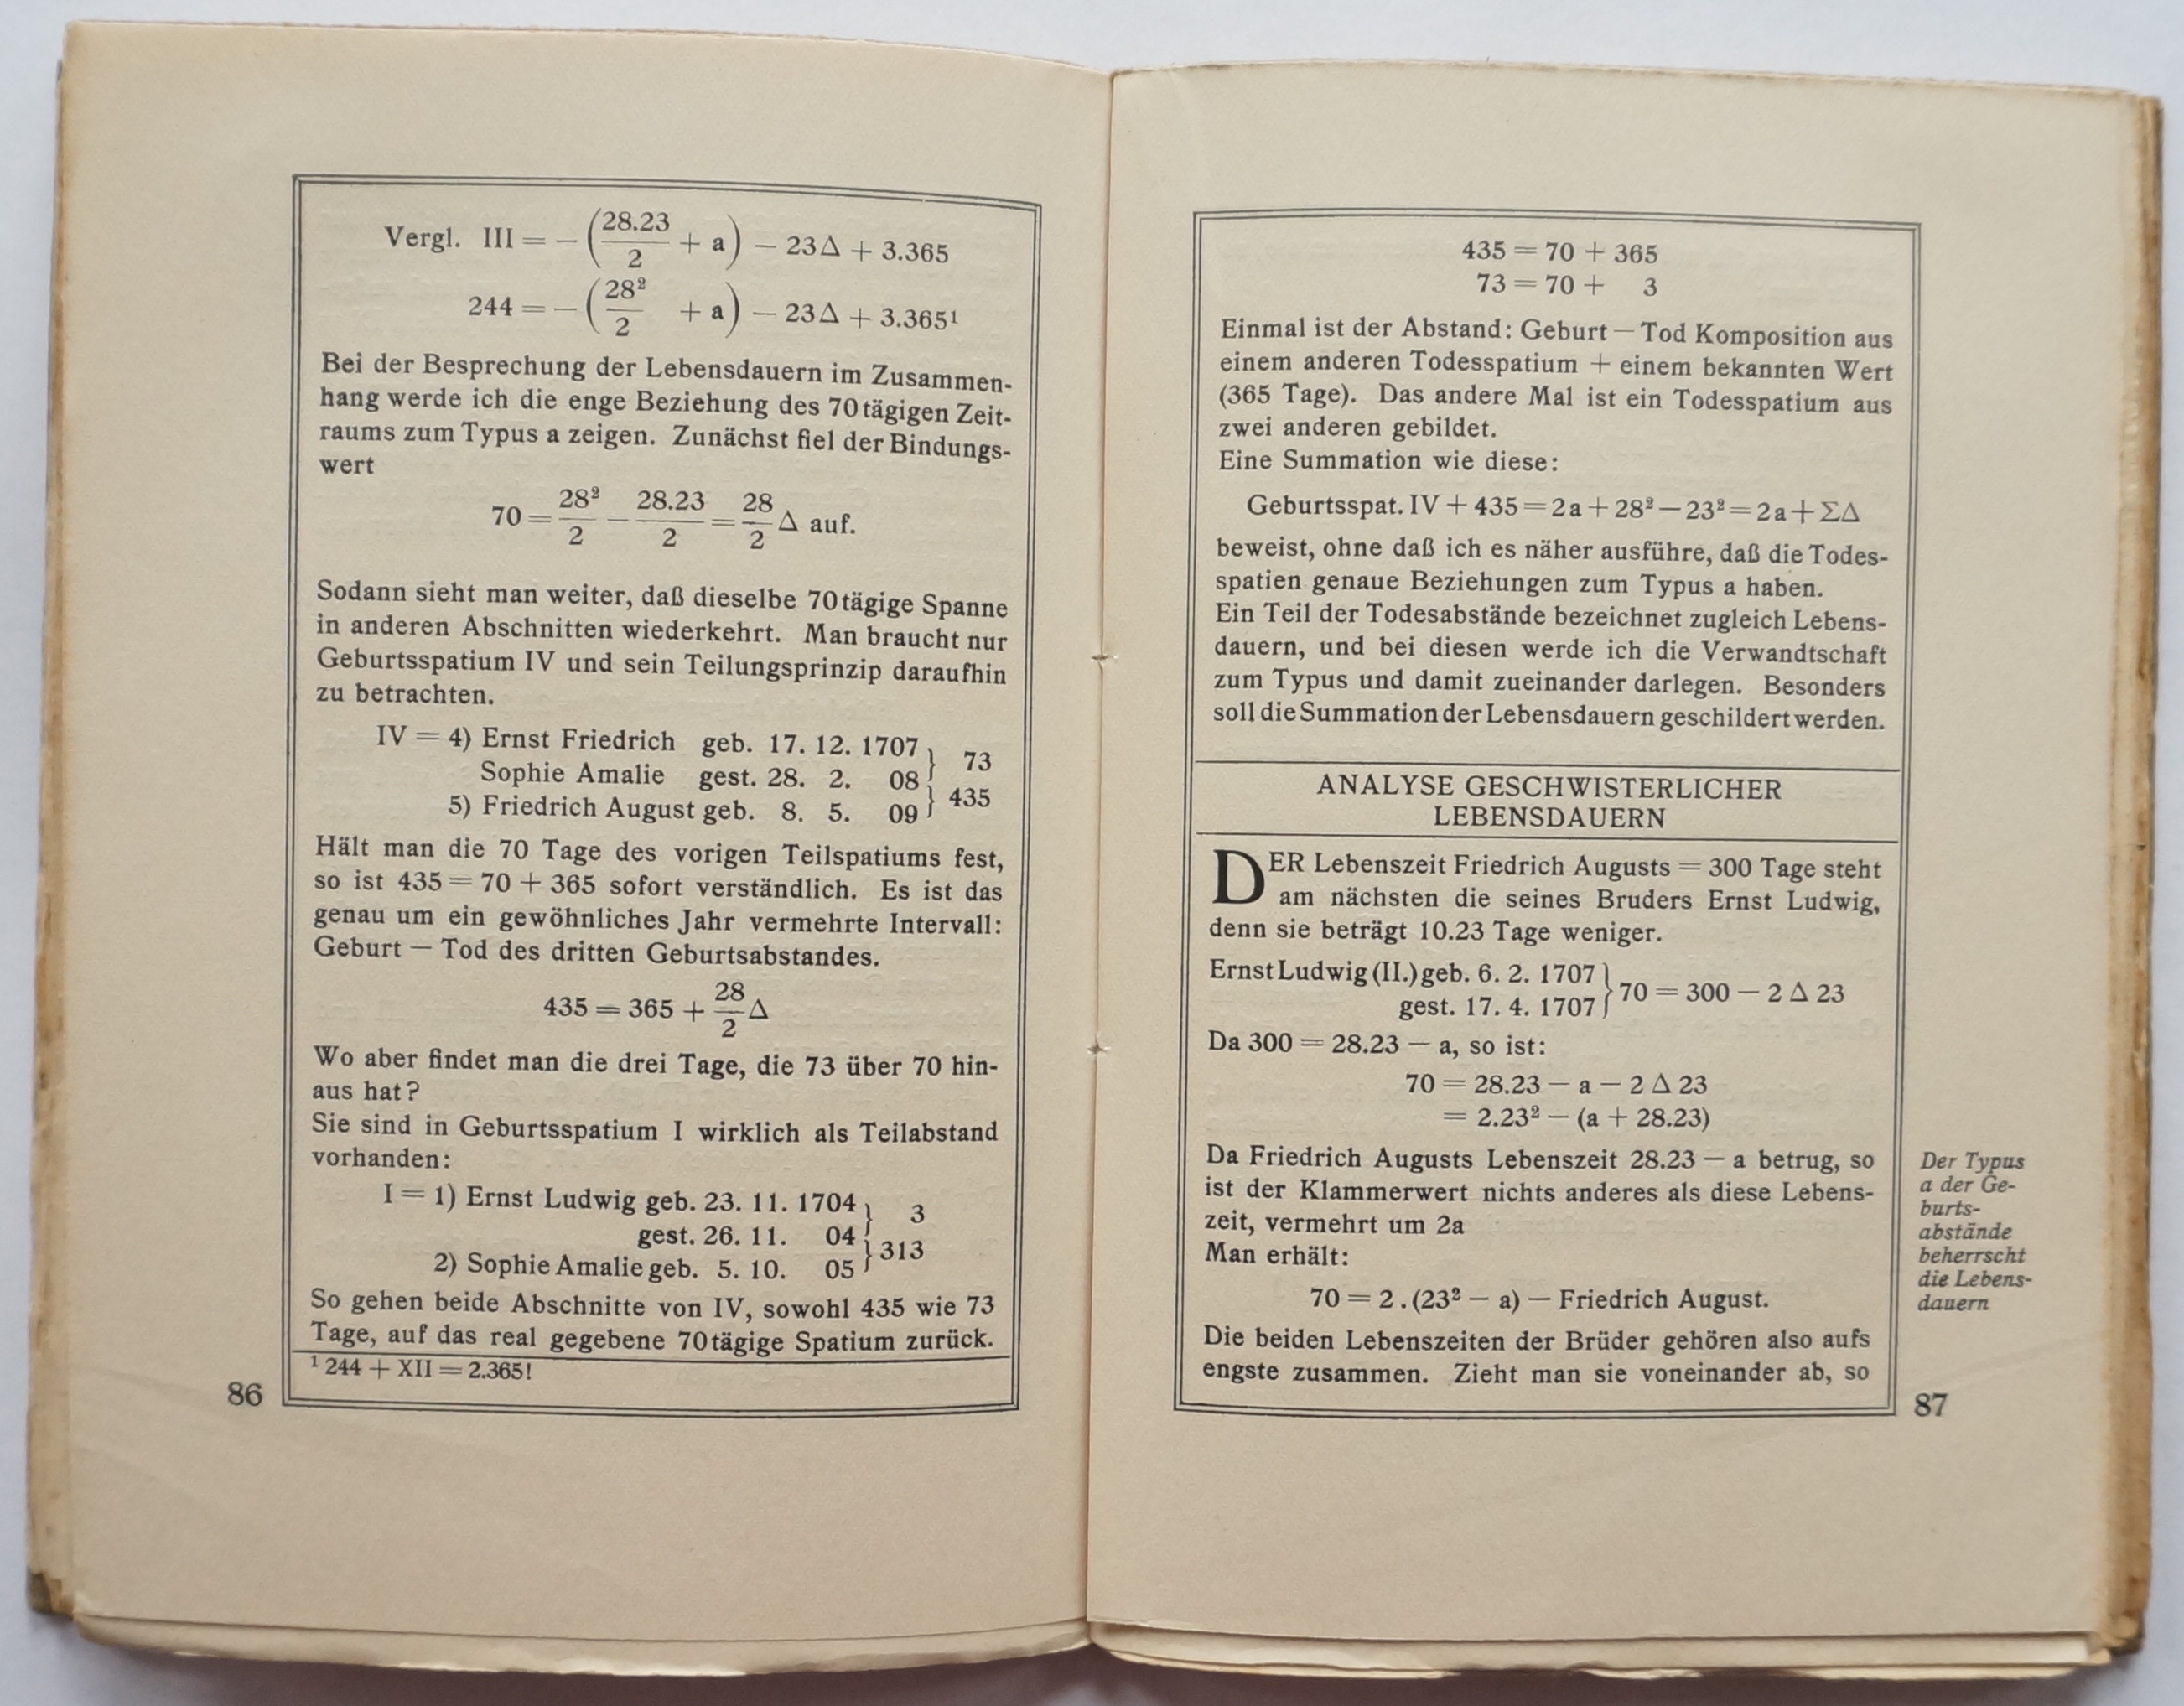 Vergl. III = − (28.23/2 + a) − 23Δ + 3.365
244 = − (28²/2 + a) − 23Δ + 3.365¹
Bei der Besprechung der Lebensdauern im Zusammen-
hang werde ich die enge Beziehung des 70tägigen Zeit-
raums zum Typus a zeigen. Zunächst fiel der Bindungs-
wert
70 = 28²/2 − 28.23/2 = 28/2 Δ auf.
Sodann sieht man weiter, daß dieselbe 70tägige Spanne
in anderen Abschnitten wiederkehrt. Man braucht nur
Geburtsspatium IV und sein Teilungsprinzip daraufhin
zu betrachten.
IV = 4) Ernst Friedrich geb. 17. 12. 1707 } 73
Sophie Amalie gest. 28. 2. 08
5) Friedrich August geb. 8. 5. 09 } 435
Hält man die 70 Tage des vorigen Teilspatiums fest,
so ist 435 = 70 + 365 sofort verständlich. Es ist das
genau um ein gewöhnliches Jahr vermehrte Intervall:
Geburt — Tod des dritten Geburtsabstandes.
435 = 365 + 28/2 Δ
Wo aber findet man die drei Tage, die 73 über 70 hin-
aus hat?
Sie sind in Geburtsspatium I wirklich als Teilabstand
vorhanden:
I = 1) Ernst Ludwig geb. 23. 11. 1704 } 3
gest. 26. 11. 04
2) Sophie Amalie geb. 5. 10. 05 } 313
So gehen beide Abschnitte von IV, sowohl 435 wie 73
Tage, auf das real gegebene 70tägige Spatium zurück.
¹ 244 + XII = 2.365!
86
435 = 70 + 365
73 = 70 + 3
Einmal ist der Abstand: Geburt — Tod Komposition aus
einem anderen Todesspatium + einem bekannten Wert
(365 Tage). Das andere Mal ist ein Todesspatium aus
zwei anderen gebildet.
Eine Summation wie diese:
Geburtsspat. IV + 435 = 2a + 28² − 23² = 2a + ΣΔ
beweist, ohne daß ich es näher ausführe, daß die Todes-
spatien genaue Beziehungen zum Typus a haben.
Ein Teil der Todesabstände bezeichnet zugleich Lebens-
dauern, und bei diesen werde ich die Verwandtschaft
zum Typus und damit zueinander darlegen. Besonders
soll die Summation der Lebensdauern geschildert werden.
ANALYSE GESCHWISTERLICHER
LEBENSDAUERN
DER Lebenszeit Friedrich Augusts = 300 Tage steht
am nächsten die seines Bruders Ernst Ludwig,
denn sie beträgt 10.23 Tage weniger.
Ernst Ludwig (II.) geb. 6. 2. 1707 } 70 = 300 − 2 Δ 23
gest. 17. 4. 1707
Da 300 = 28.23 − a, so ist:
70 = 28.23 − a − 2 Δ 23
= 2.23² − (a + 28.23)
Da Friedrich Augusts Lebenszeit 28.23 − a betrug, so
ist der Klammerwert nichts anderes als diese Lebens-
zeit, vermehrt um 2a
Man erhält:
70 = 2 . (23² − a) − Friedrich August.
Die beiden Lebenszeiten der Brüder gehören also aufs
engste zusammen. Zieht man sie voneinander ab, so
Der Typus
a der Ge-
burts-
abstände
beherrscht
die Lebens-
dauern
87